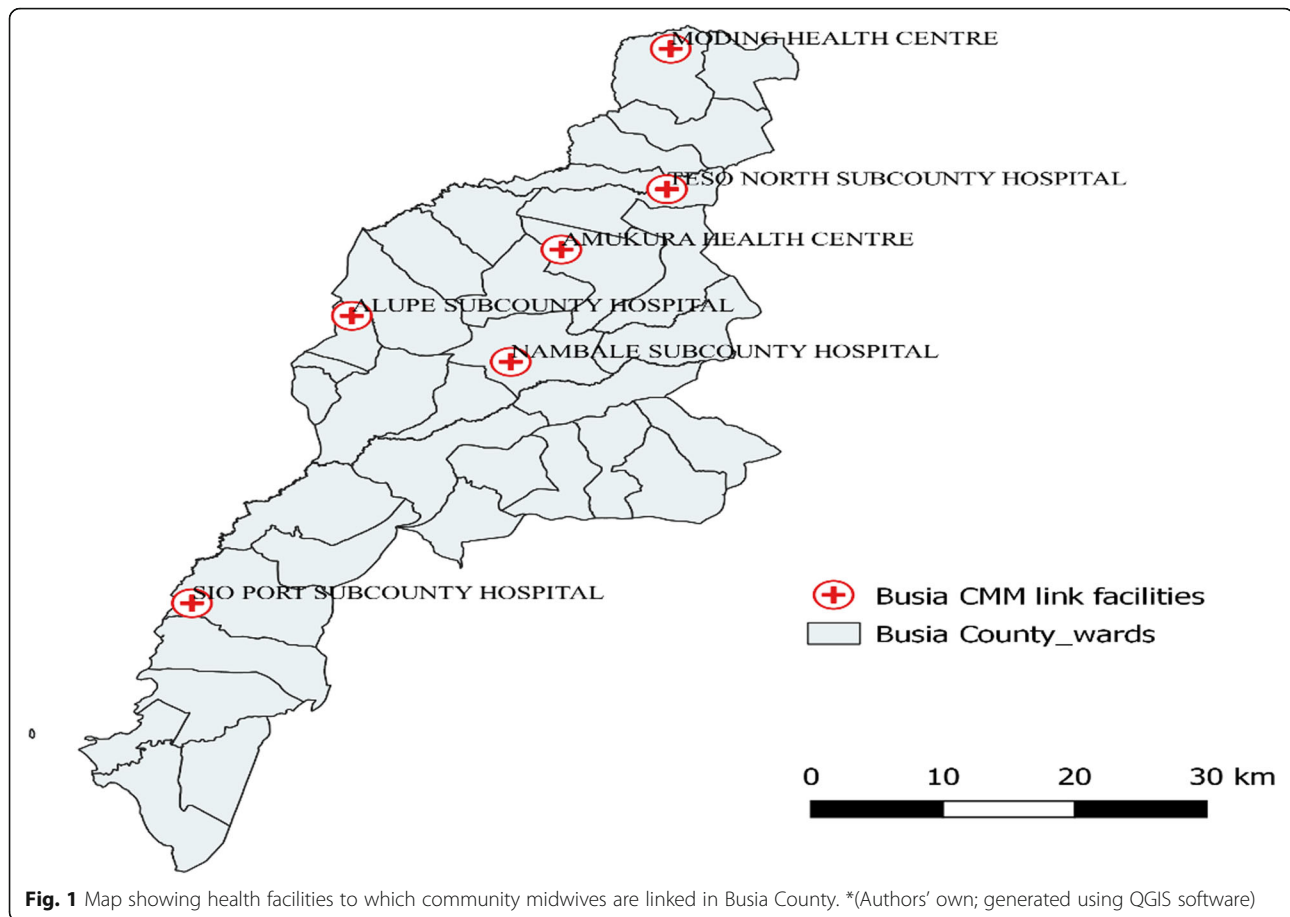 MODING HEALTH CENTRE
TESO NORTH SUBCOUNTY HOSPITAL
AMUKURA HEALTH CENTRE
ALUPE SUBCOUNTY HOSPITAL
NAMBALE SUBCOUNTY HOSPITAL
SIO PORT SUBCOUNTY HOSPITAL
Busia CMM link facilities
Busia County_wards
0 10 20 30 km
Fig. 1 Map showing health facilities to which community midwives are linked in Busia County. *(Authors' own; generated using QGIS software)